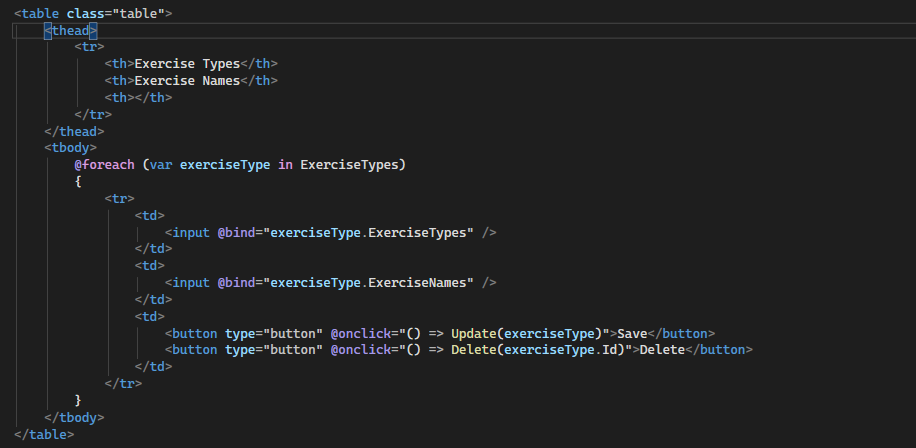 <table class="table">
    <thead>
        <tr>
            <th>Exercise Types</th>
            <th>Exercise Names</th>
            <th></th>
        </tr>
    </thead>
    <tbody>
        @foreach (var exerciseType in ExerciseTypes)
        {
            <tr>
                <td>
                    <input @bind="exerciseType.ExerciseTypes" />
                </td>
                <td>
                    <input @bind="exerciseType.ExerciseNames" />
                </td>
                <td>
                    <button type="button" @onclick="() => Update(exerciseType)">Save</button>
                    <button type="button" @onclick="() => Delete(exerciseType.Id)">Delete</button>
                </td>
            </tr>
        }
    </tbody>
</table>